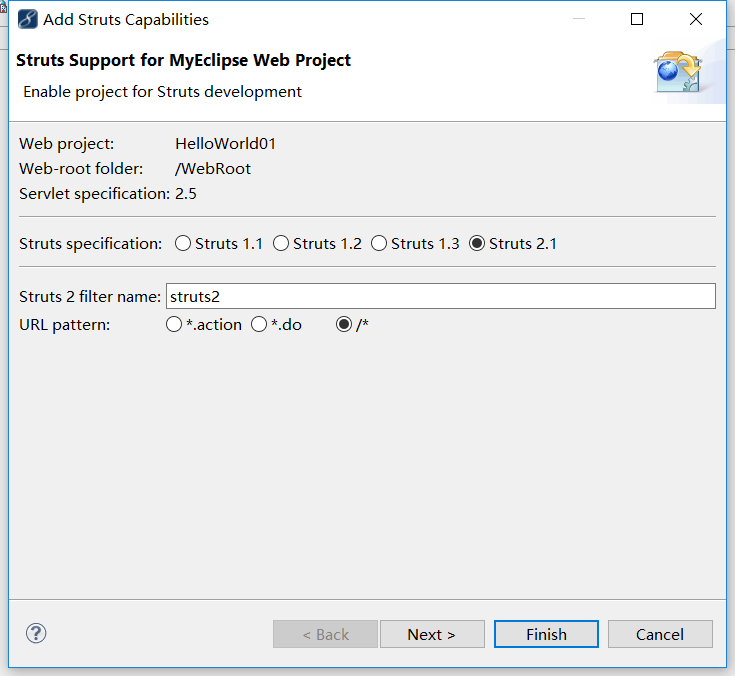 Add Struts Capabilities
Struts Support for MyEclipse Web Project
Enable project for Struts development
Web project: HelloWorld01
Web-root folder: /WebRoot
Servlet specification: 2.5
Struts specification: Struts 1.1 Struts 1.2 Struts 1.3 Struts 2.1
Struts 2 filter name: struts2
URL pattern: *.action *.do /*
? < Back Next > Finish Cancel